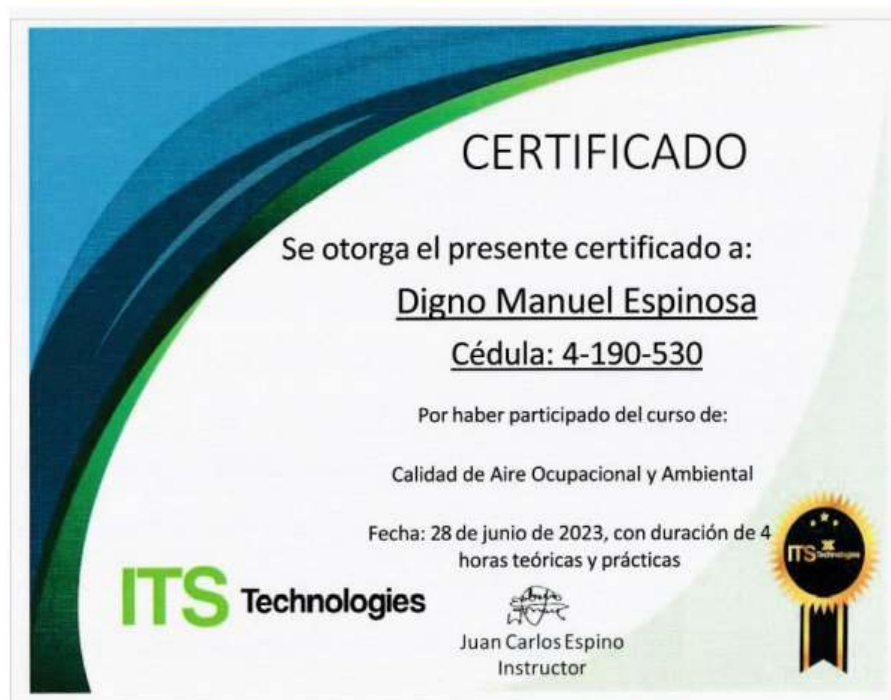 CERTIFICADO
Se otorga el presente certificado a:
Digno Manuel Espinosa
Cédula: 4-190-530
Por haber participado del curso de:
Calidad de Aire Ocupacional y Ambiental
Fecha: 28 de junio de 2023, con duración de 4
horas teóricas y prácticas
ITS Technologies
ITS Technologies
Juan Carlos Espino
Instructor